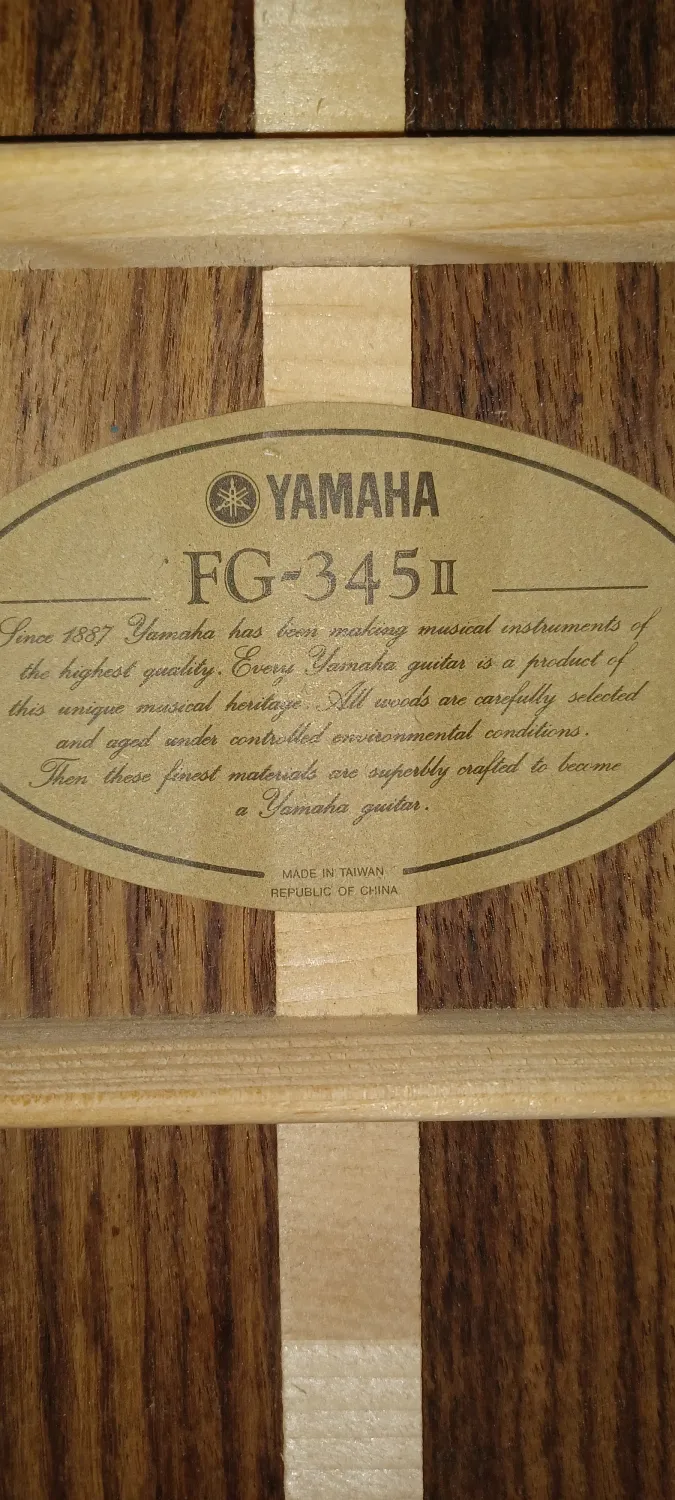 YAMAHA
FG-345II
Since 1887 Yamaha has been making musical instruments of
the highest quality. Every Yamaha guitar is a product of
this unique musical heritage. All woods are carefully selected
and aged under controlled environmental conditions.
Then these finest materials are superbly crafted to become
a Yamaha guitar.
MADE IN TAIWAN
REPUBLIC OF CHINA